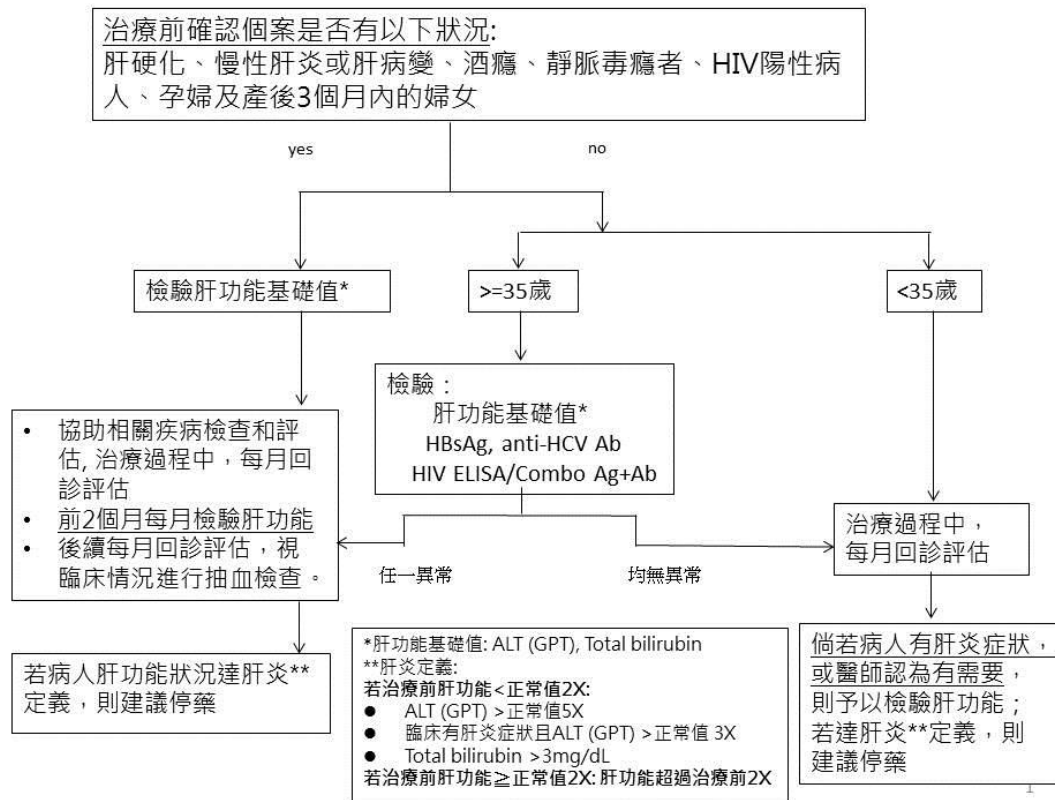 治療前確認個案是否有以下狀況:
肝硬化、慢性肝炎或肝病變、酒癮、靜脈毒癮者、HIV陽性病
人、孕婦及產後3個月內的婦女
yes
no
檢驗肝功能基礎值*
>=35歲
<35歲
檢驗：
肝功能基礎值*
HBsAg, anti-HCV Ab
HIV ELISA/Combo Ag+Ab
• 協助相關疾病檢查和評
估, 治療過程中，每月回
診評估
• 前2個月每月檢驗肝功能
• 後續每月回診評估，視
臨床情況進行抽血檢查。
任一異常
均無異常
治療過程中，
每月回診評估
若病人肝功能狀況達肝炎**
定義，則建議停藥
*肝功能基礎值: ALT (GPT), Total bilirubin
**肝炎定義:
若治療前肝功能<正常值2X:
● ALT (GPT) >正常值5X
● 臨床有肝炎症狀且ALT (GPT) >正常值 3X
● Total bilirubin >3mg/dL
若治療前肝功能≧正常值2X: 肝功能超過治療前2X
倘若病人有肝炎症狀，
或醫師認為有需要，
則予以檢驗肝功能；
若達肝炎**定義，則
建議停藥
1